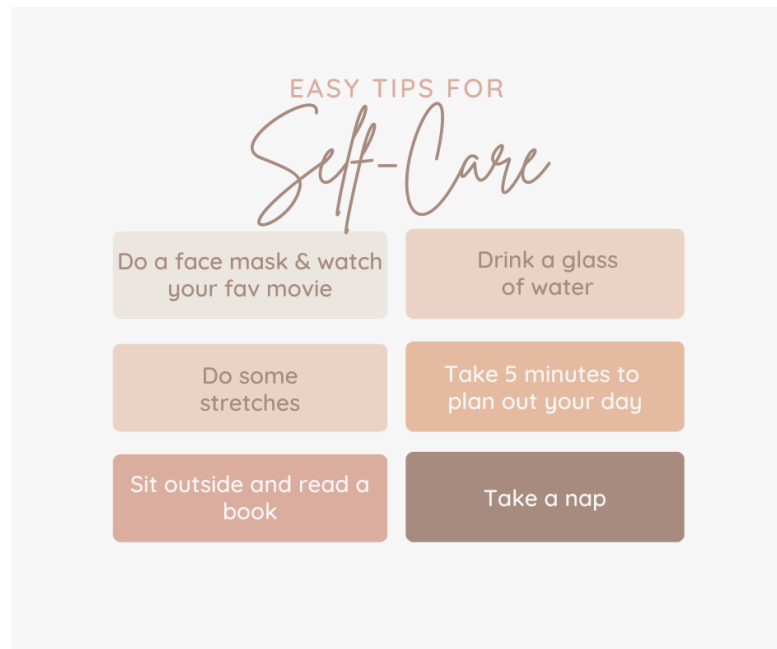 EASY TIPS FOR
Self-Care
Do a face mask & watch
your fav movie
Drink a glass
of water
Do some
stretches
Take 5 minutes to
plan out your day
Sit outside and read a
book
Take a nap